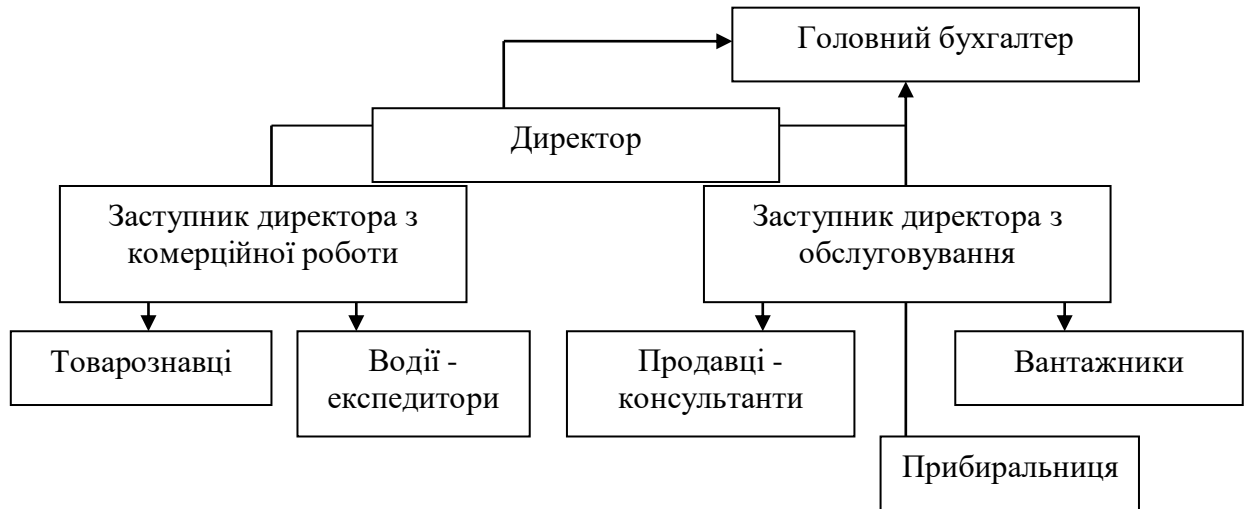 Головний бухгалтер
Директор
Заступник директора з
комерційної роботи
Заступник директора з
обслуговування
Товарознавці
Водії -
експедитори
Продавці -
консультанти
Вантажники
Прибиральниця